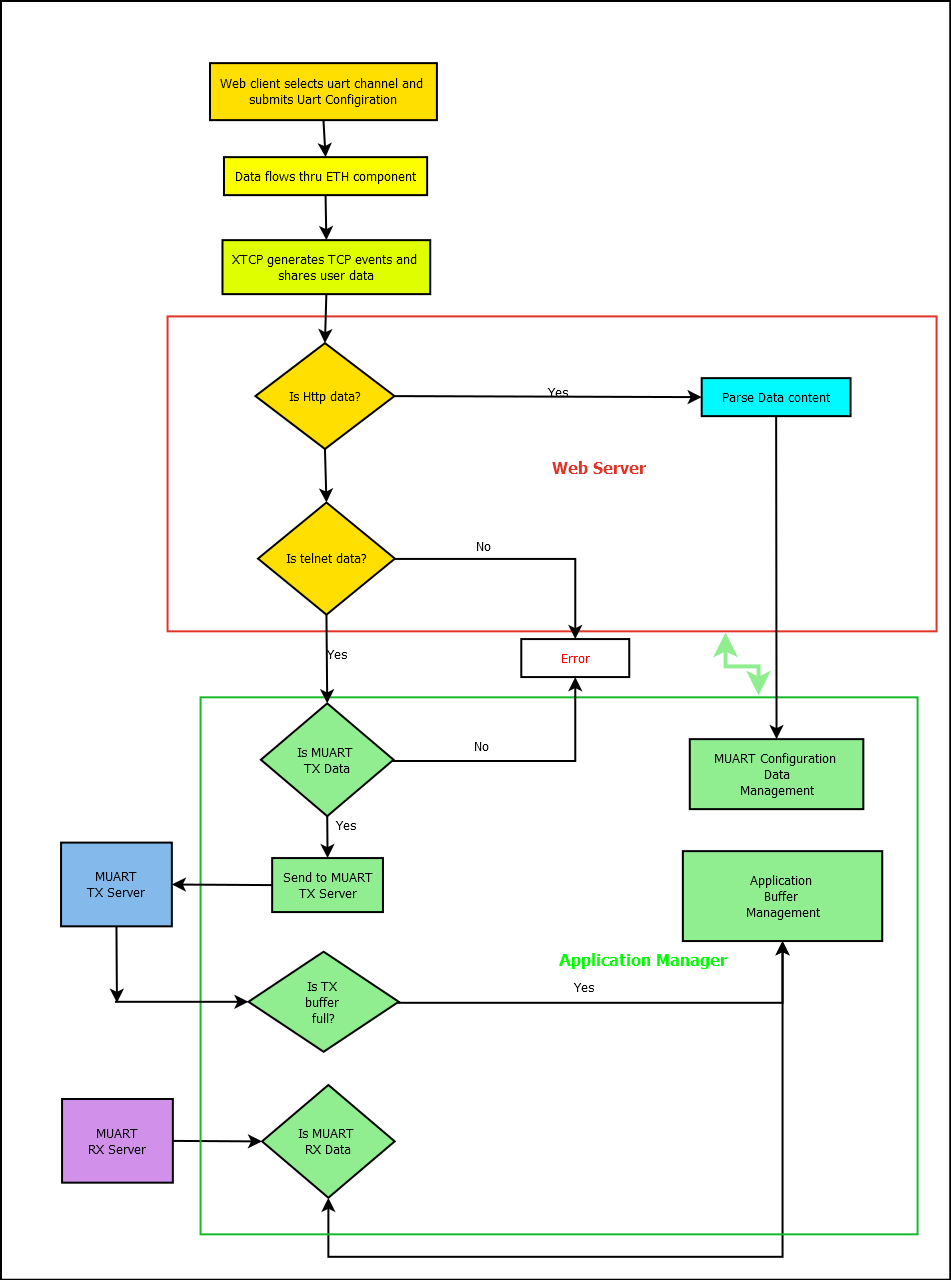 Web client selects uart channel and
submits Uart Configiration
Data flows thru ETH component
XTCP generates TCP events and
shares user data
Is Http data?
Yes
Parse Data content
Web Server
Is telnet data?
No
Yes
Error
Is MUART
TX Data
No
MUART Configuration
Data
Management
Yes
MUART
TX Server
Send to MUART
TX Server
Application
Buffer
Management
Application Manager
Is TX
buffer
full?
Yes
MUART
RX Server
Is MUART
RX Data